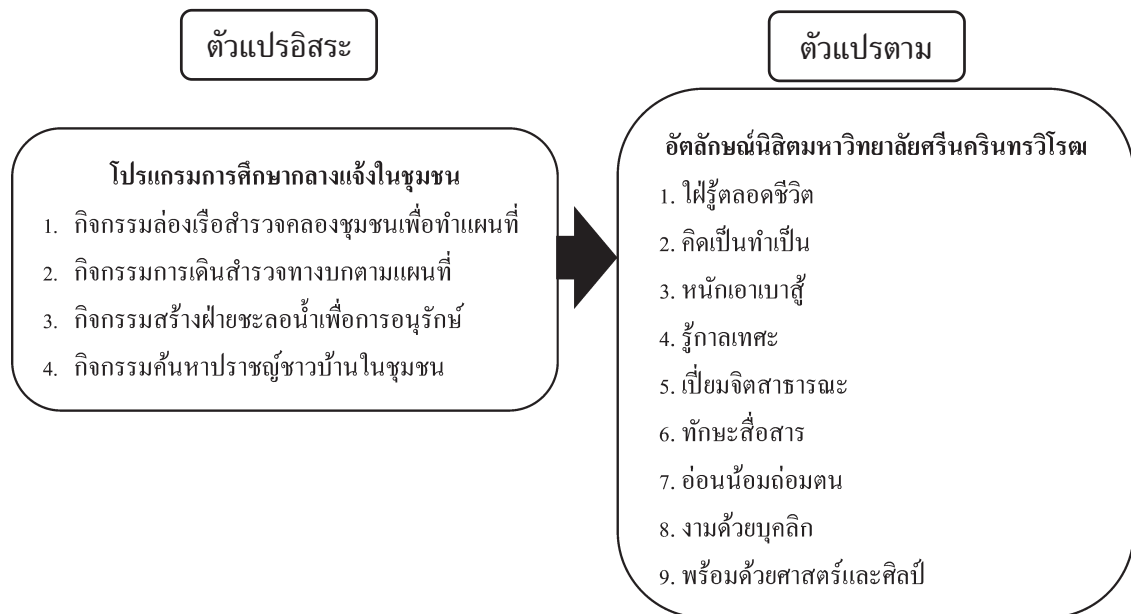 ตัวแปรอิสระ
โปรแกรมการศึกษากลางแจ้งในชุมชน
1. กิจกรรมล่องเรือสำรวจคลองชุมชนเพื่อทำแผนที่
2. กิจกรรมการเดินสำรวจทางบกตามแผนที่
3. กิจกรรมสร้างฝ่ายชะลอน้ำเพื่อการอนุรักษ์
4. กิจกรรมค้นหาปราชญ์ชาวบ้านในชุมชน
ตัวแปรตาม
อัตลักษณ์นิสิตมหาวิทยาลัยศรีนครินทรวิโรฒ
1. ใฝ่รู้ตลอดชีวิต
2. คิดเป็นทำเป็น
3. หนักเอาเบาสู้
4. รู้กาลเทศะ
5. เปี่ยมจิตสาธารณะ
6. ทักษะสื่อสาร
7. อ่อนน้อมถ่อมตน
8. งามด้วยบุคลิก
9. พร้อมด้วยศาสตร์และศิลป์